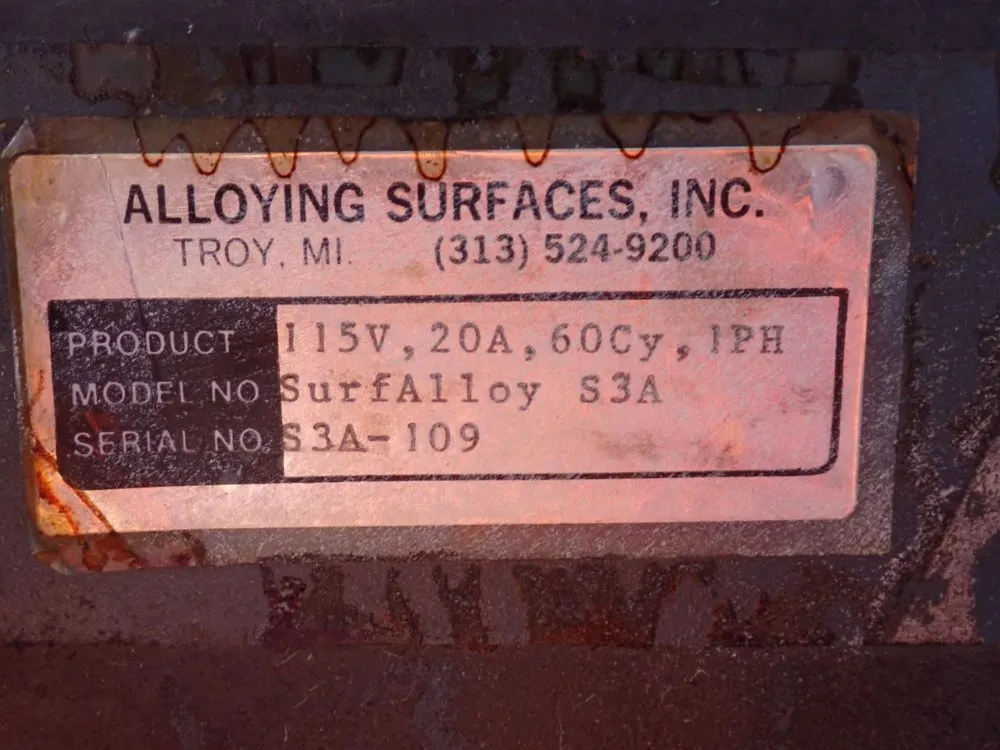 ALLOYING SURFACES, INC.
TROY, MI. (313) 524-9200
PRODUCT 115V,20A,60Cy,1PH
MODEL NO SurfAlloy S3A
SERIAL NO. S3A-109